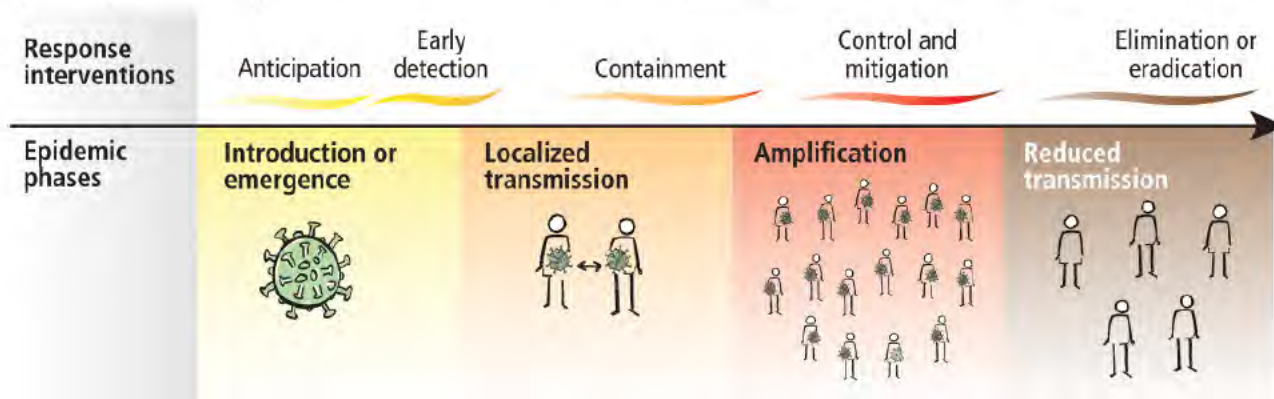 Response
interventions
Anticipation
Early
detection
Containment
Control and
mitigation
Elimination or
eradication
Epidemic
phases
Introduction or
emergence
Localized
transmission
Amplification
Reduced
transmission